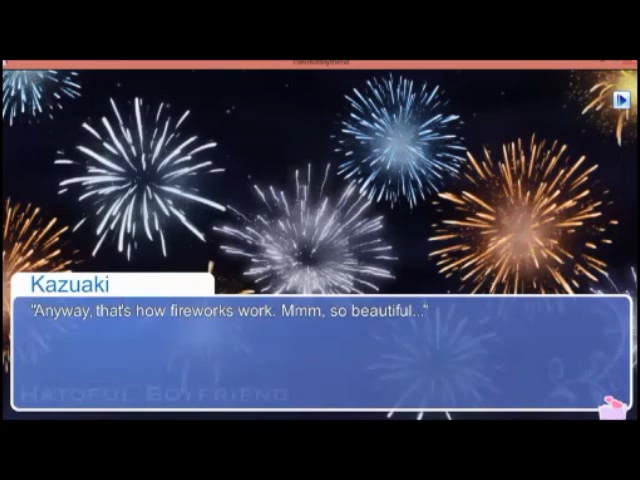 Kazuaki
"Anyway, that's how fireworks work. Mmm, so beautiful..."
HATOFUL BOYFRIEND